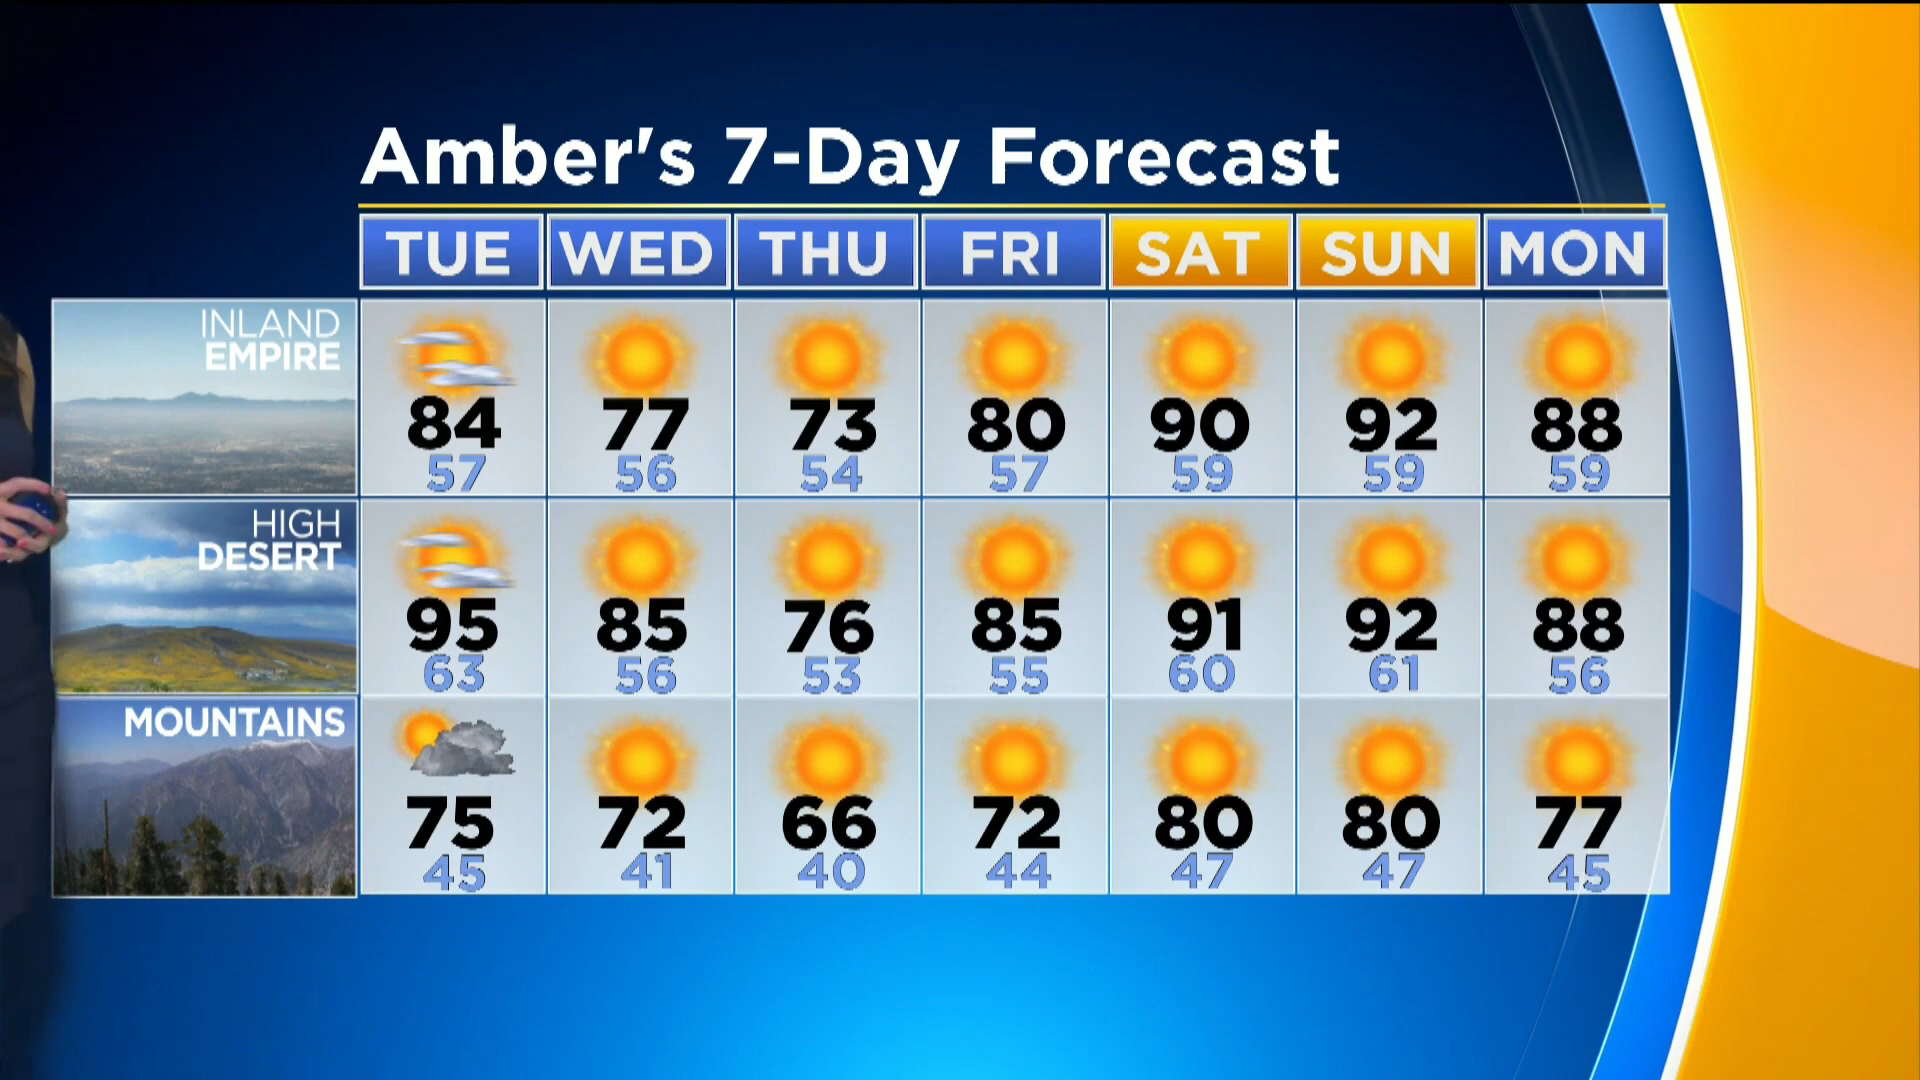 Amber's 7-Day Forecast
TUE WED THU FRI SAT SUN MON
INLAND
EMPIRE
84 77 73 80 90 92 88
57 56 54 57 59 59 59
HIGH
DESERT
95 85 76 85 91 92 88
63 56 53 55 60 61 56
MOUNTAINS
75 72 66 72 80 80 77
45 41 40 44 47 47 45